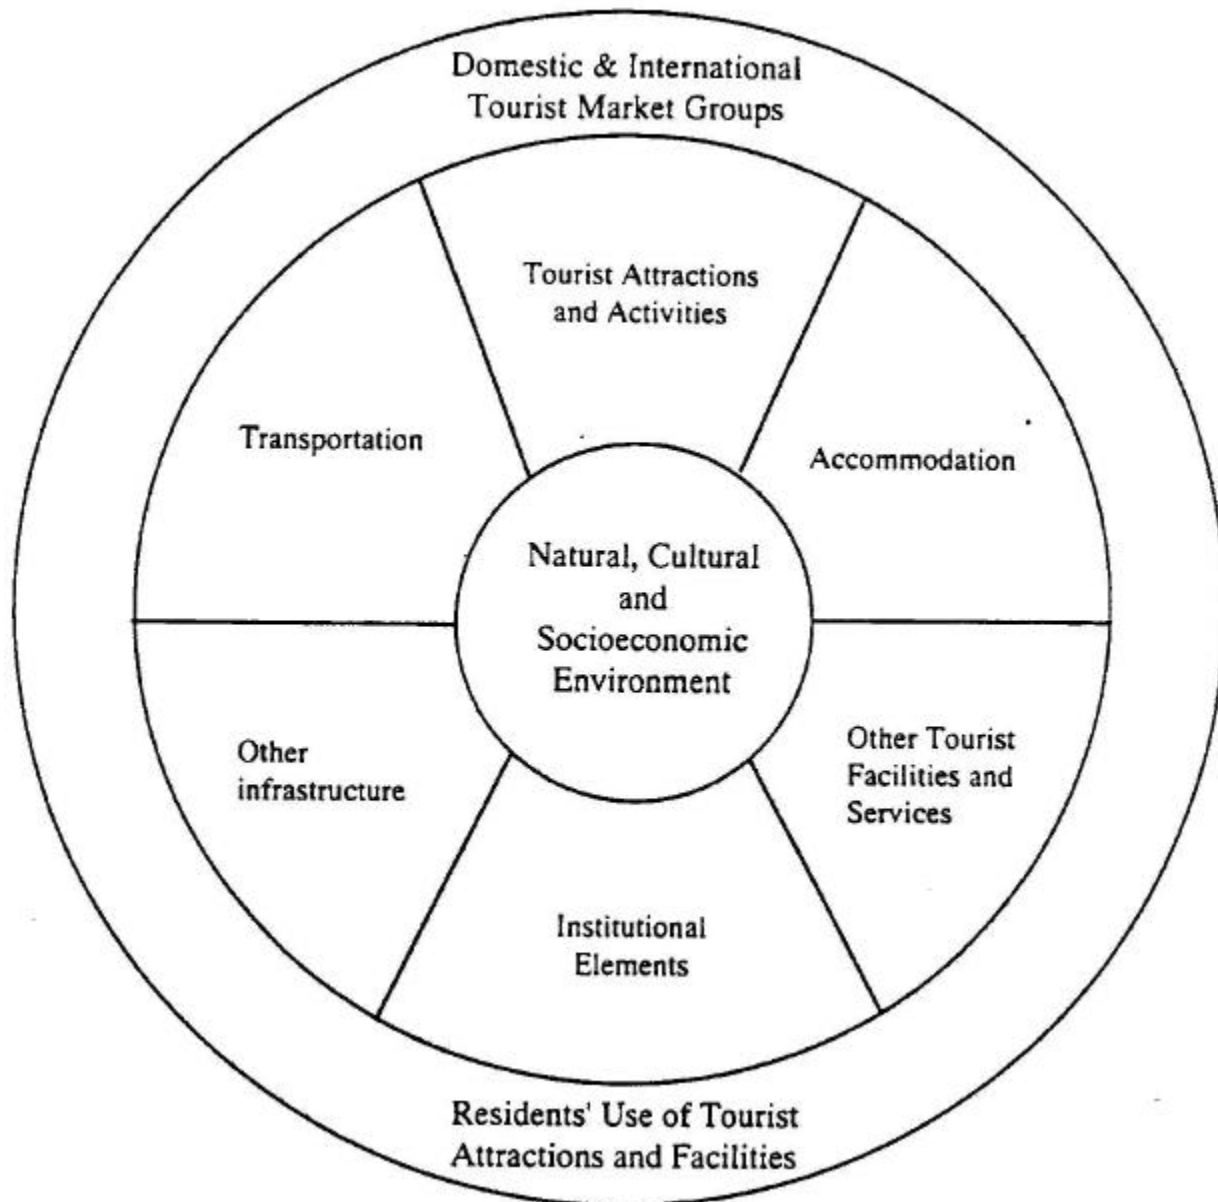 Domestic & International
Tourist Market Groups
Tourist Attractions
and Activities
Transportation
Accommodation
Natural, Cultural
and
Socioeconomic
Environment
Other
infrastructure
Other Tourist
Facilities and
Services
Institutional
Elements
Residents' Use of Tourist
Attractions and Facilities